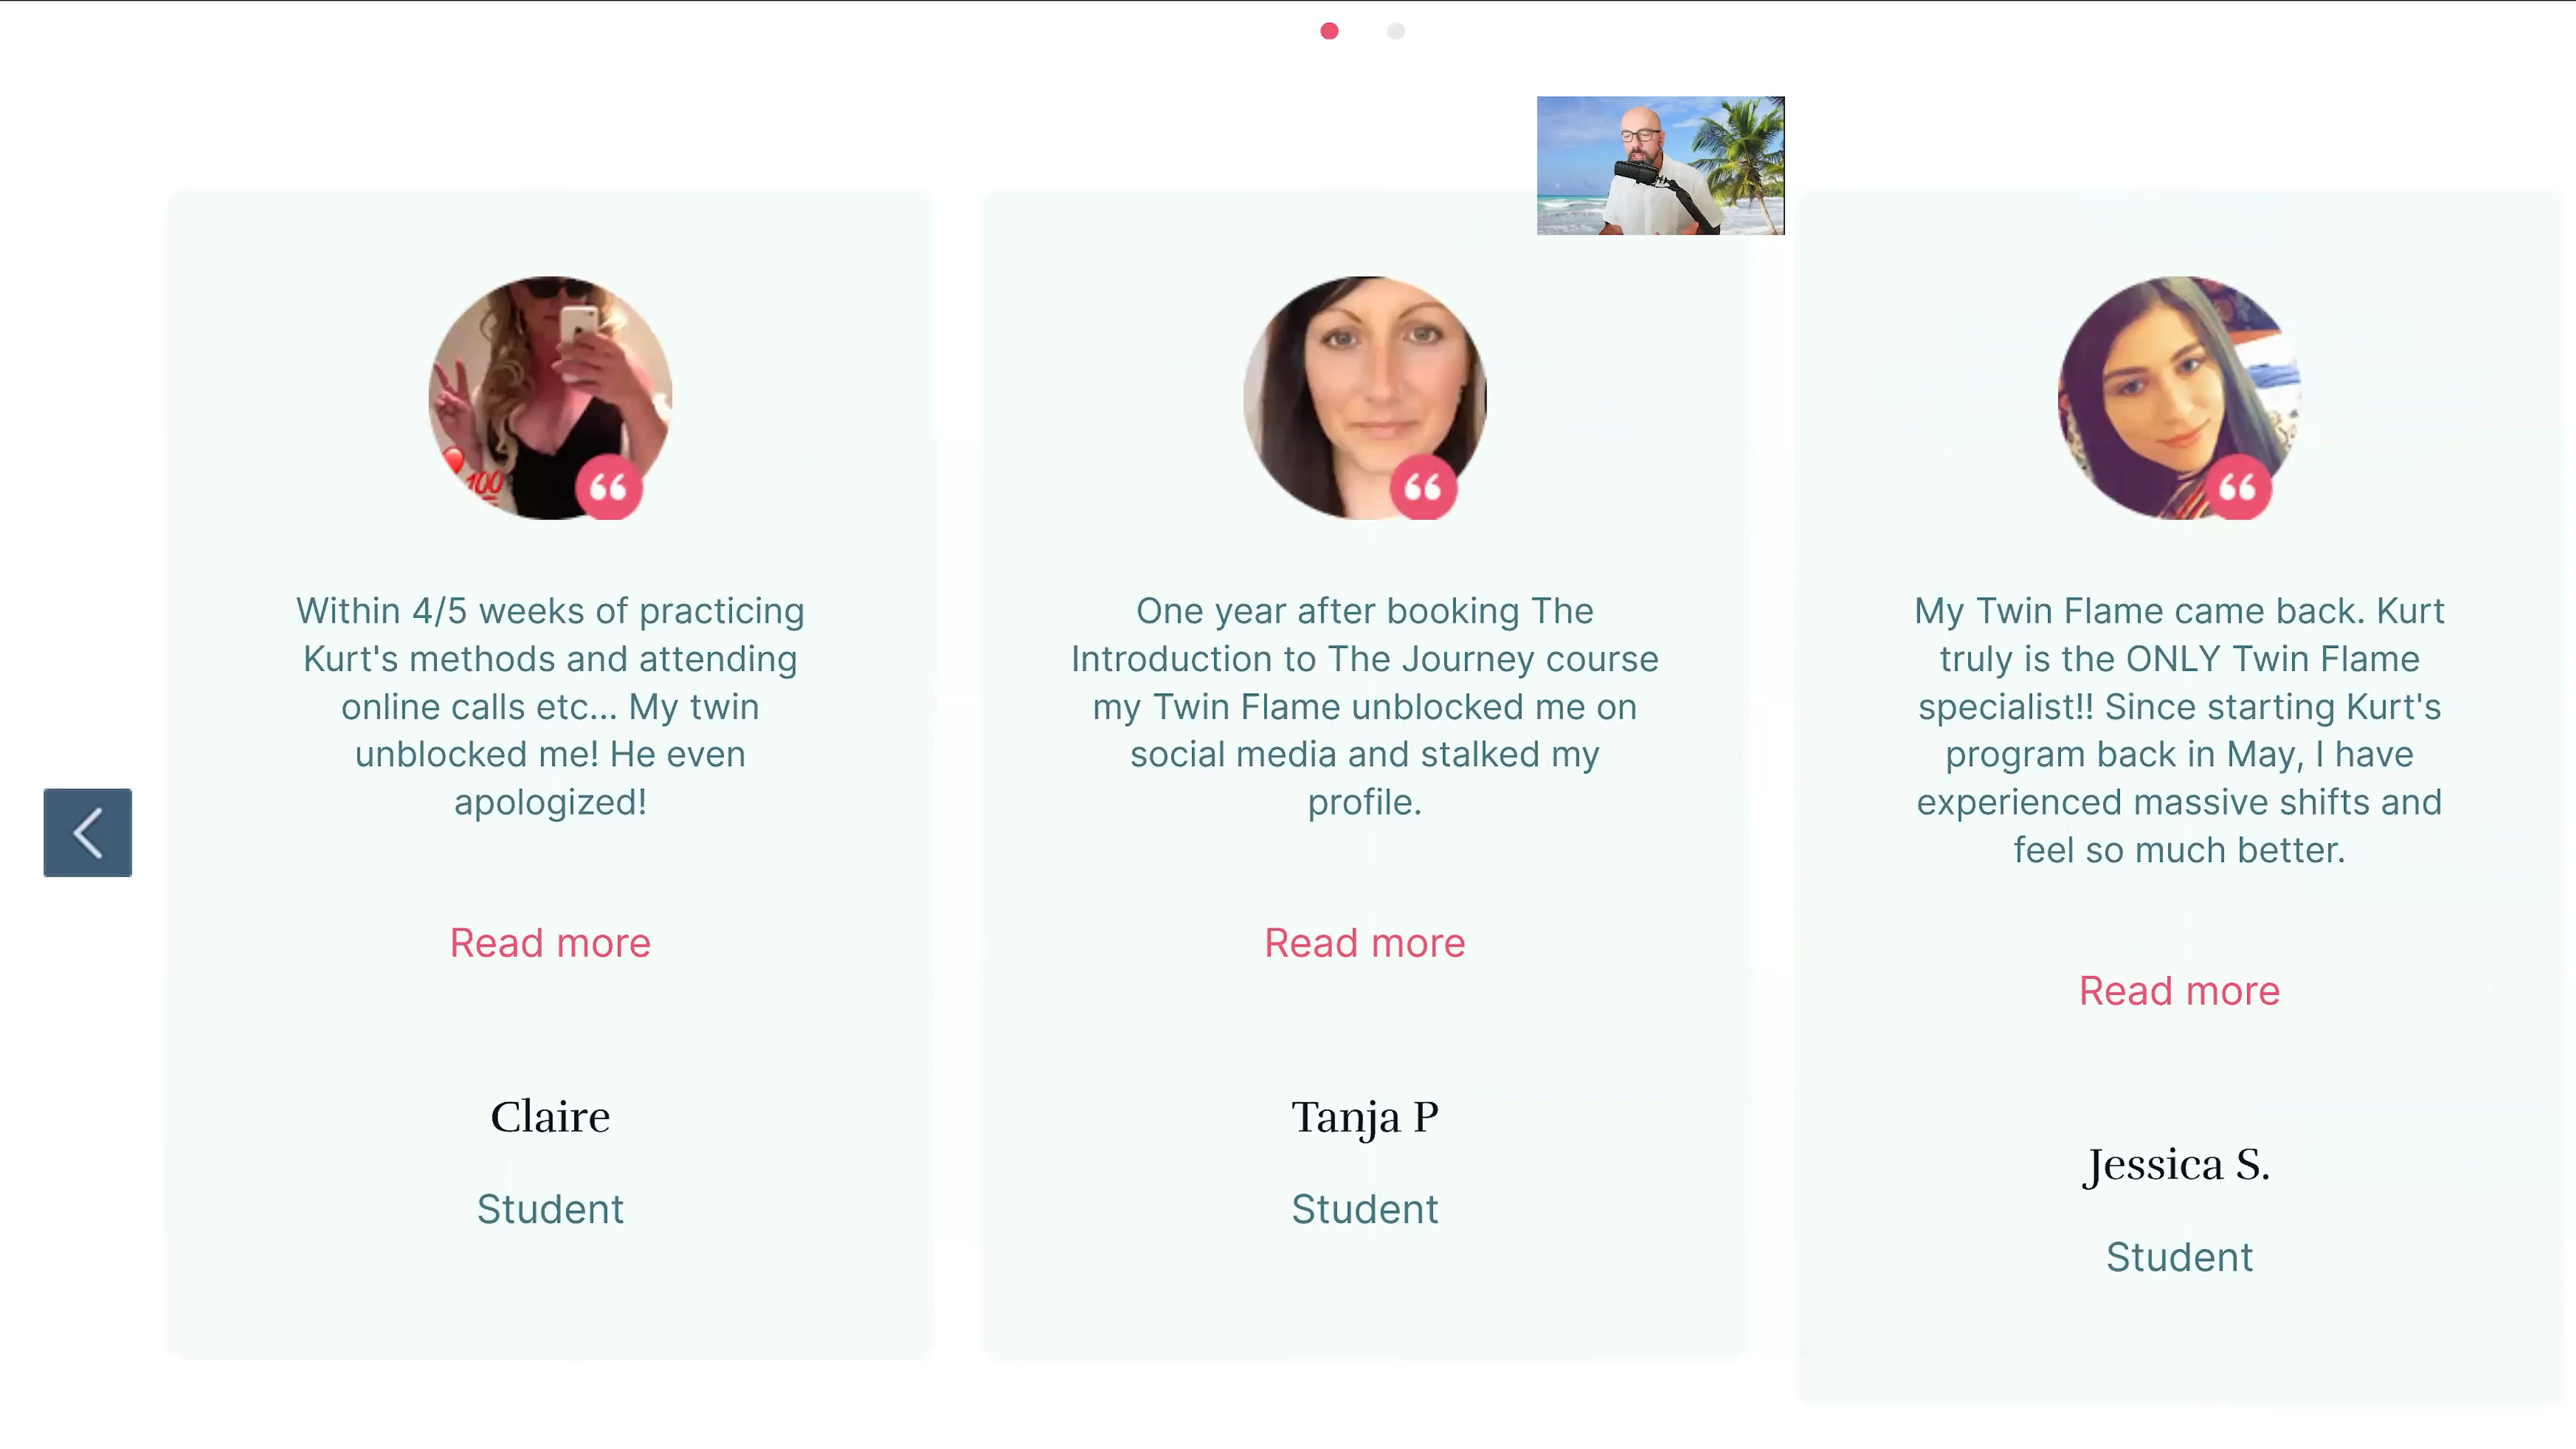 100
Within 4/5 weeks of practicing
Kurt's methods and attending
online calls etc... My twin
unblocked me! He even
apologized!
Read more
Claire
Student
One year after booking The
Introduction to The Journey course
my Twin Flame unblocked me on
social media and stalked my
profile.
Read more
Tanja P
Student
My Twin Flame came back. Kurt
truly is the ONLY Twin Flame
specialist!! Since starting Kurt's
program back in May, I have
experienced massive shifts and
feel so much better.
Read more
Jessica S.
Student